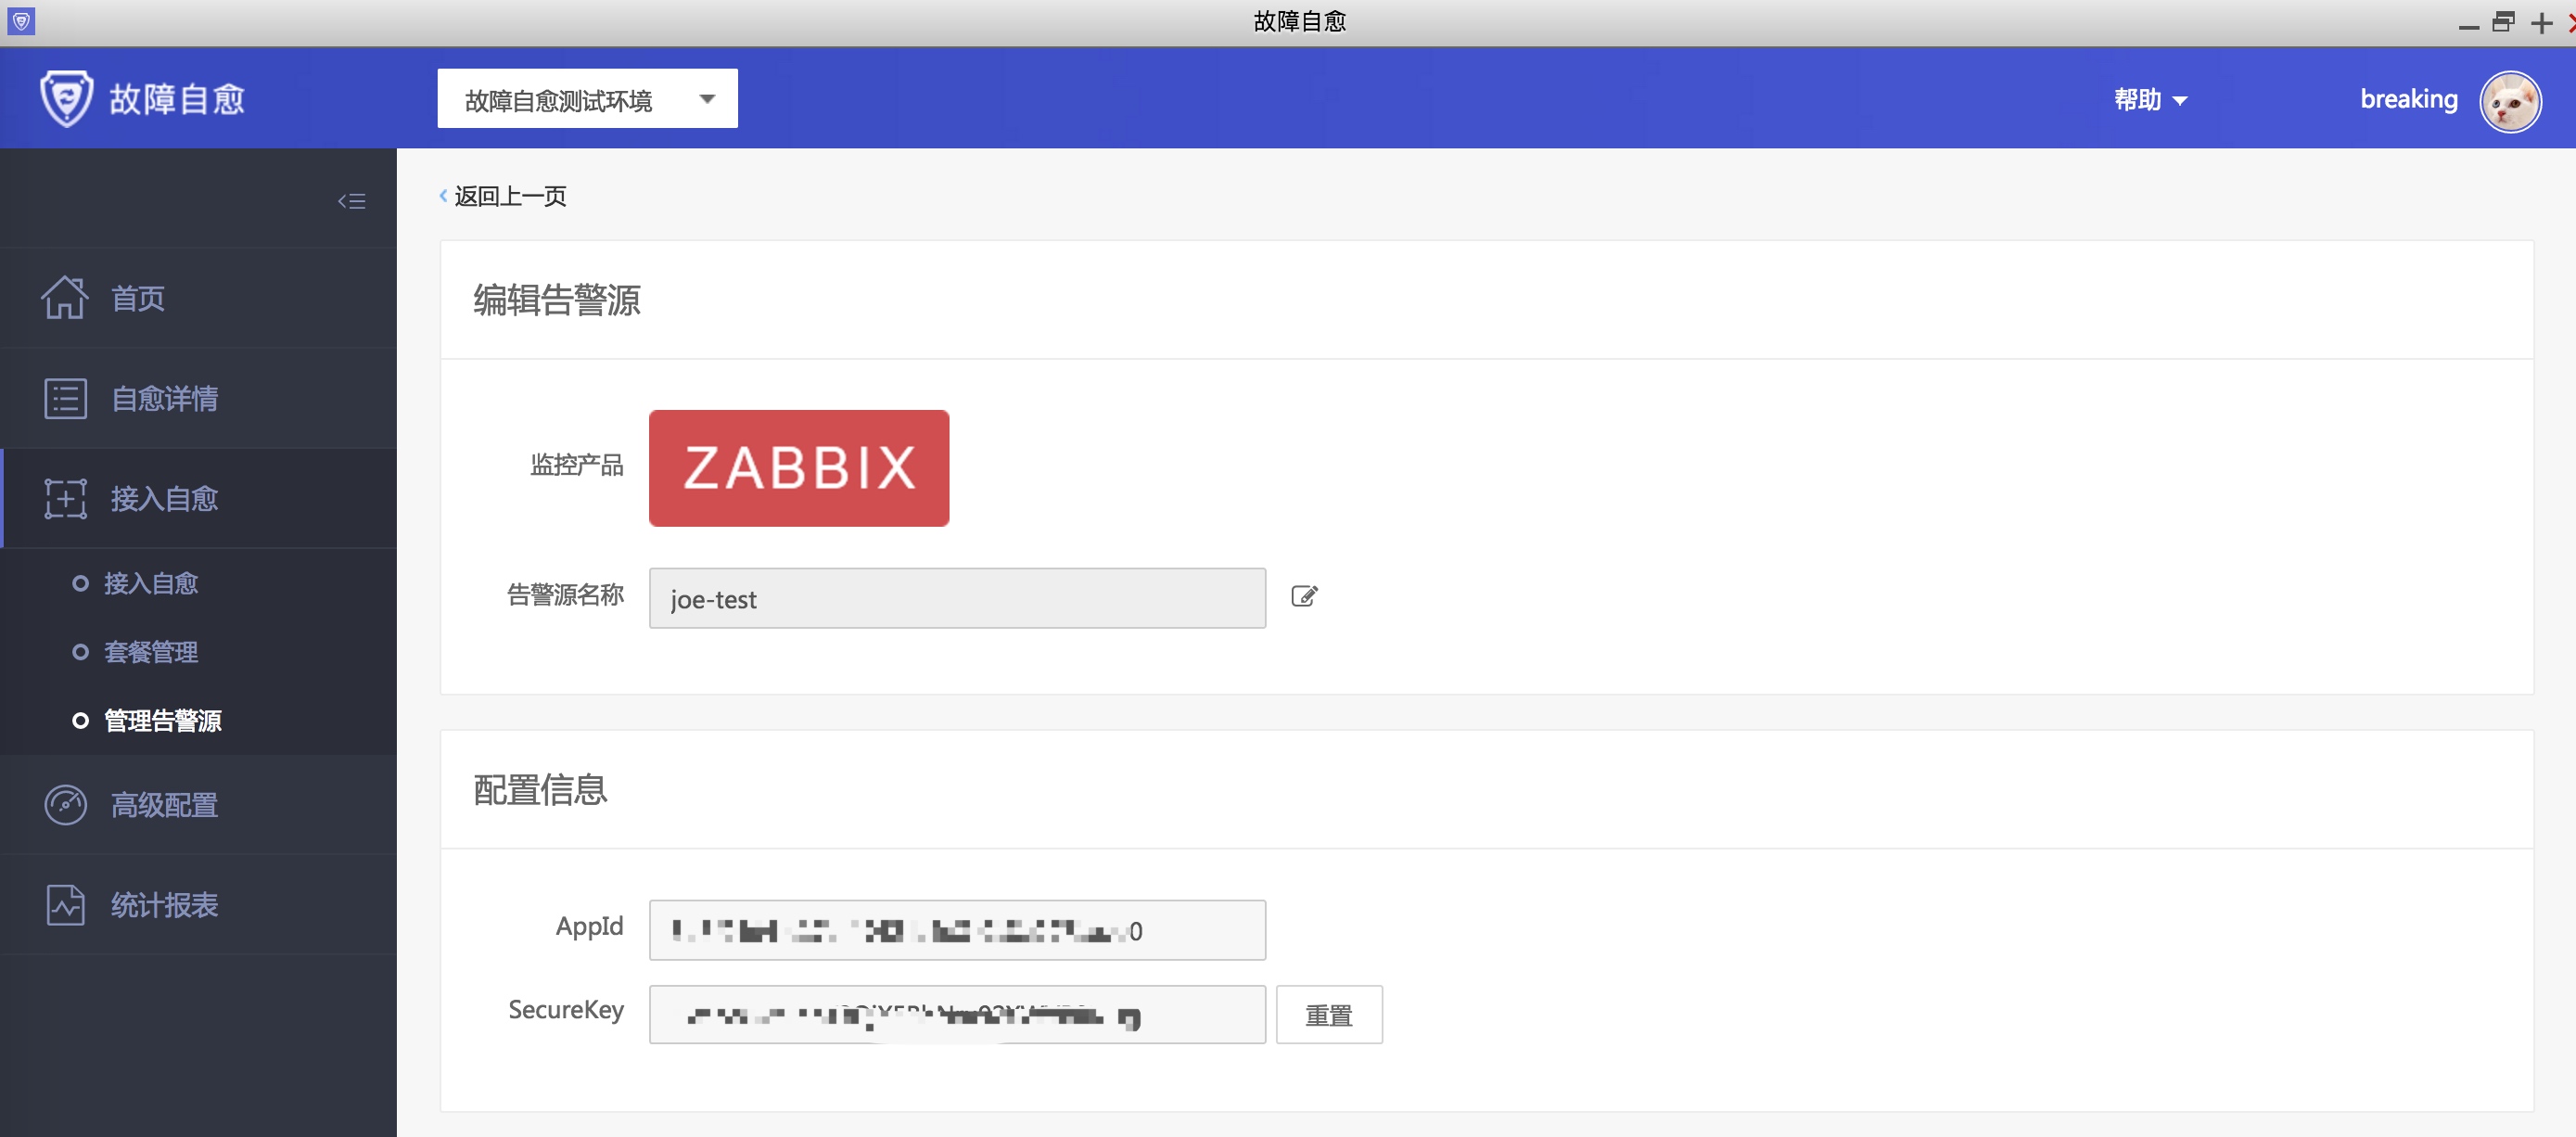 故障自愈
故障自愈
故障自愈测试环境
帮助
breaking
返回上一页
首页
自愈详情
接入自愈
接入自愈
套餐管理
管理告警源
高级配置
统计报表
编辑告警源
监控产品
ZABBIX
告警源名称
joe-test
配置信息
AppId
0
SecureKey
重置